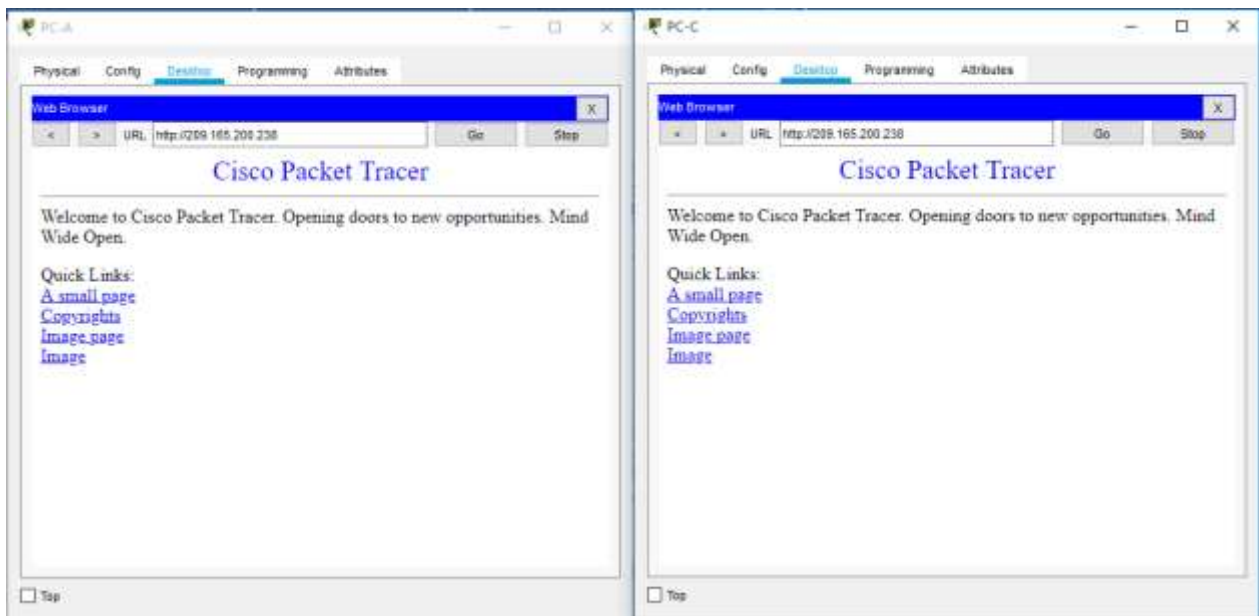 PC-A
Physical Config Desktop Programming Attributes
Web Browser X
< > URL http://209.165.200.238 Go Stop
Cisco Packet Tracer
Welcome to Cisco Packet Tracer. Opening doors to new opportunities. Mind
Wide Open.
Quick Links:
A small page
Copyrights
Image page
Image
Top
PC-C
Physical Config Desktop Programming Attributes
Web Browser X
< > URL http://209.165.200.238 Go Stop
Cisco Packet Tracer
Welcome to Cisco Packet Tracer. Opening doors to new opportunities. Mind
Wide Open.
Quick Links:
A small page
Copyrights
Image page
Image
Top